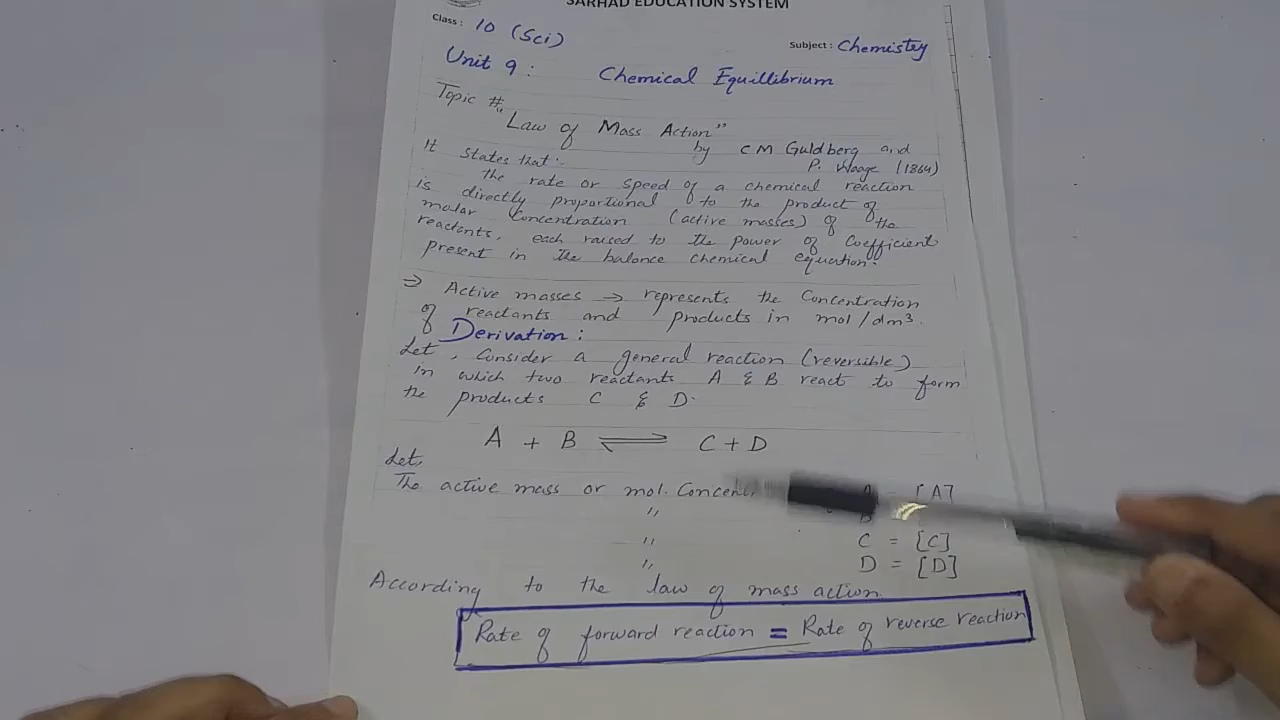 SARHAD EDUCATION SYSTEM
Class : 10 (Sci)
Subject : Chemistry
Unit 9 : Chemical Equillibrium
Topic #
"Law of Mass Action"
by C M Guldberg and
P. Waage (1864)
It states that:-
the rate or speed of a chemical reaction
is directly proportional to the product of
molar Concentration (active masses) of the
reactants, each raised to the power of Coefficient
present in the balance chemical equation.
⇒ Active masses → represents the Concentration
of reactants and products in mol/dm³.
Derivation :
Let, Consider a general reaction (reversible)
in which two reactants A & B react to form
the products C & D.
A + B ⇌ C + D
Let,
The active mass or mol. Concent A = [A]
" B
" C = [C]
" D = [D]
According to the law of mass action.
Rate of forward reaction = Rate of reverse reaction